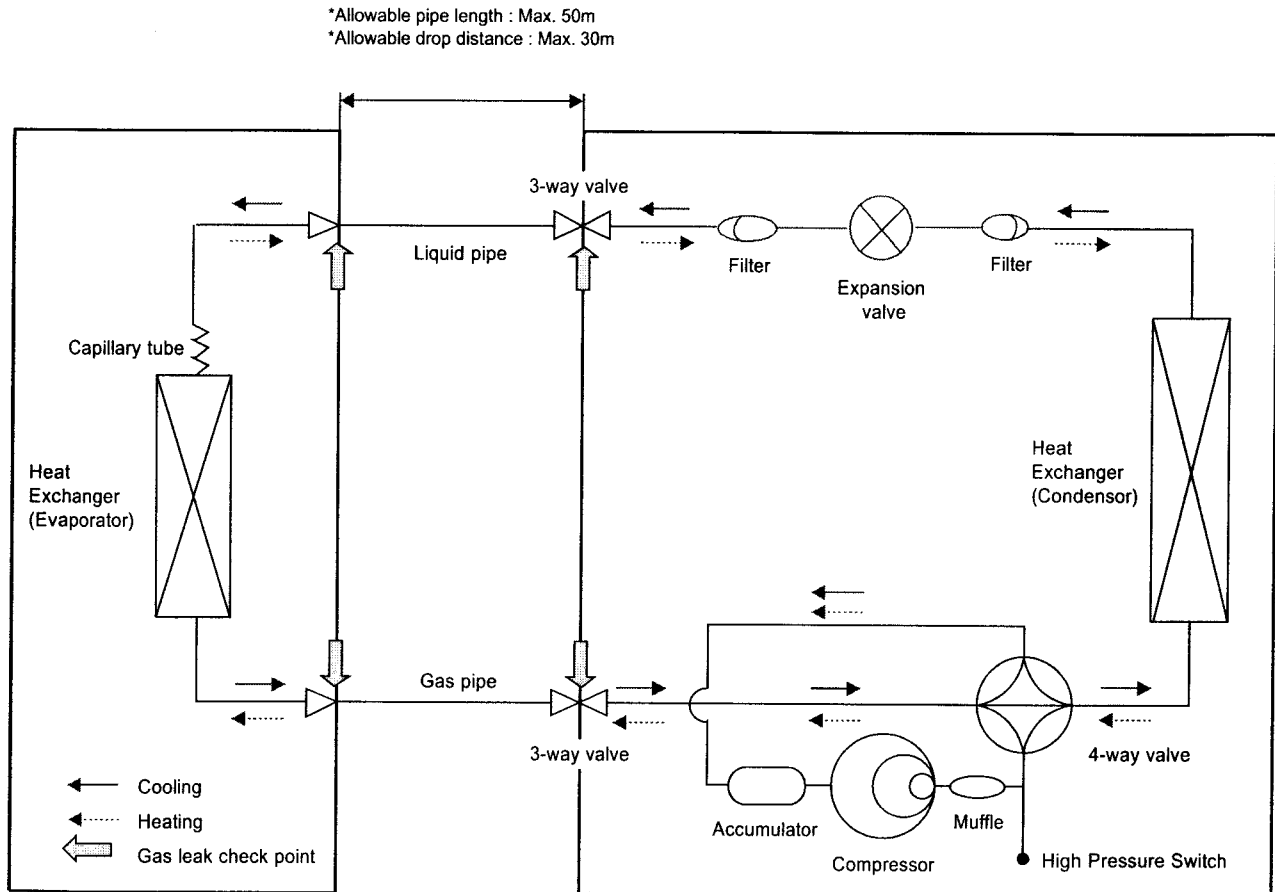 *Allowable pipe length : Max. 50m
*Allowable drop distance : Max. 30m
3-way valve
Liquid pipe
Filter
Expansion
valve
Filter
Capillary tube
Heat
Exchanger
(Evaporator)
Heat
Exchanger
(Condensor)
Gas pipe
3-way valve
4-way valve
Cooling
Heating
Gas leak check point
Accumulator
Compressor
Muffle
High Pressure Switch